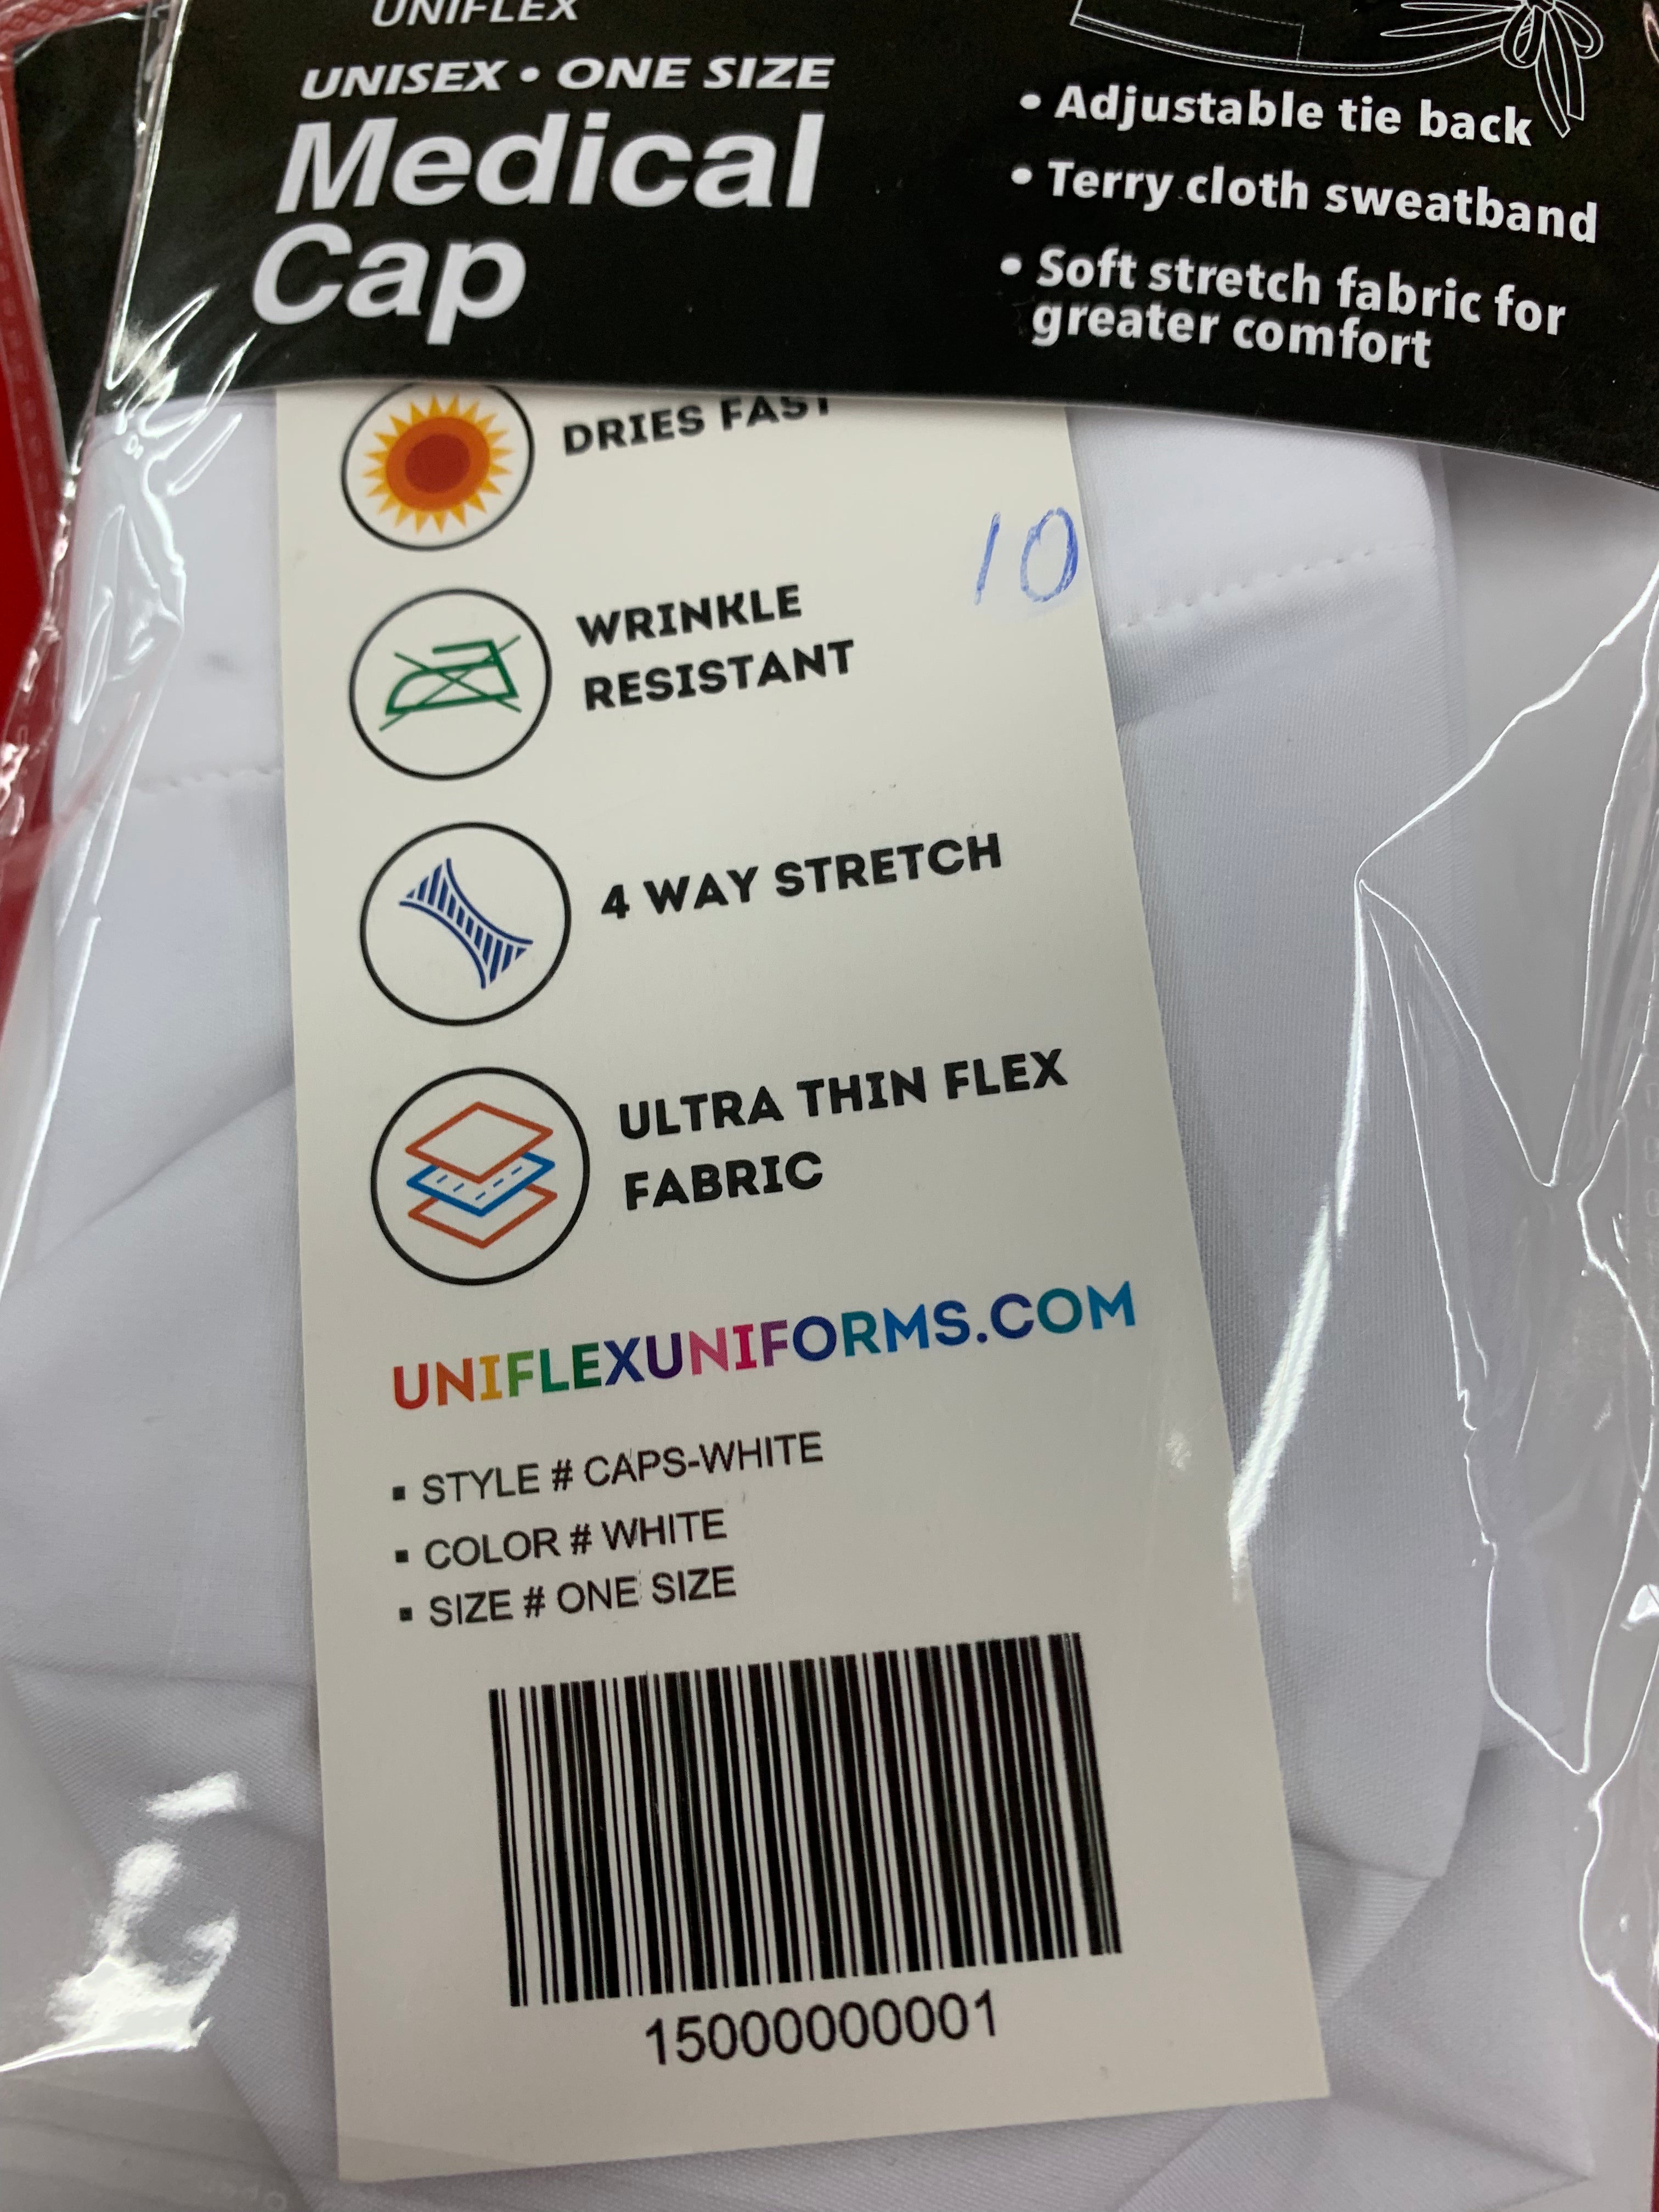 UNIFLEX
UNISEX • ONE SIZE
Medical
Cap
• Adjustable tie back
• Terry cloth sweatband
• Soft stretch fabric for
greater comfort
DRIES FAST
10
WRINKLE
RESISTANT
4 WAY STRETCH
ULTRA THIN FLEX
FABRIC
UNIFLEXUNIFORMS.COM
▪ STYLE # CAPS-WHITE
▪ COLOR # WHITE
▪ SIZE # ONE SIZE
15000000001